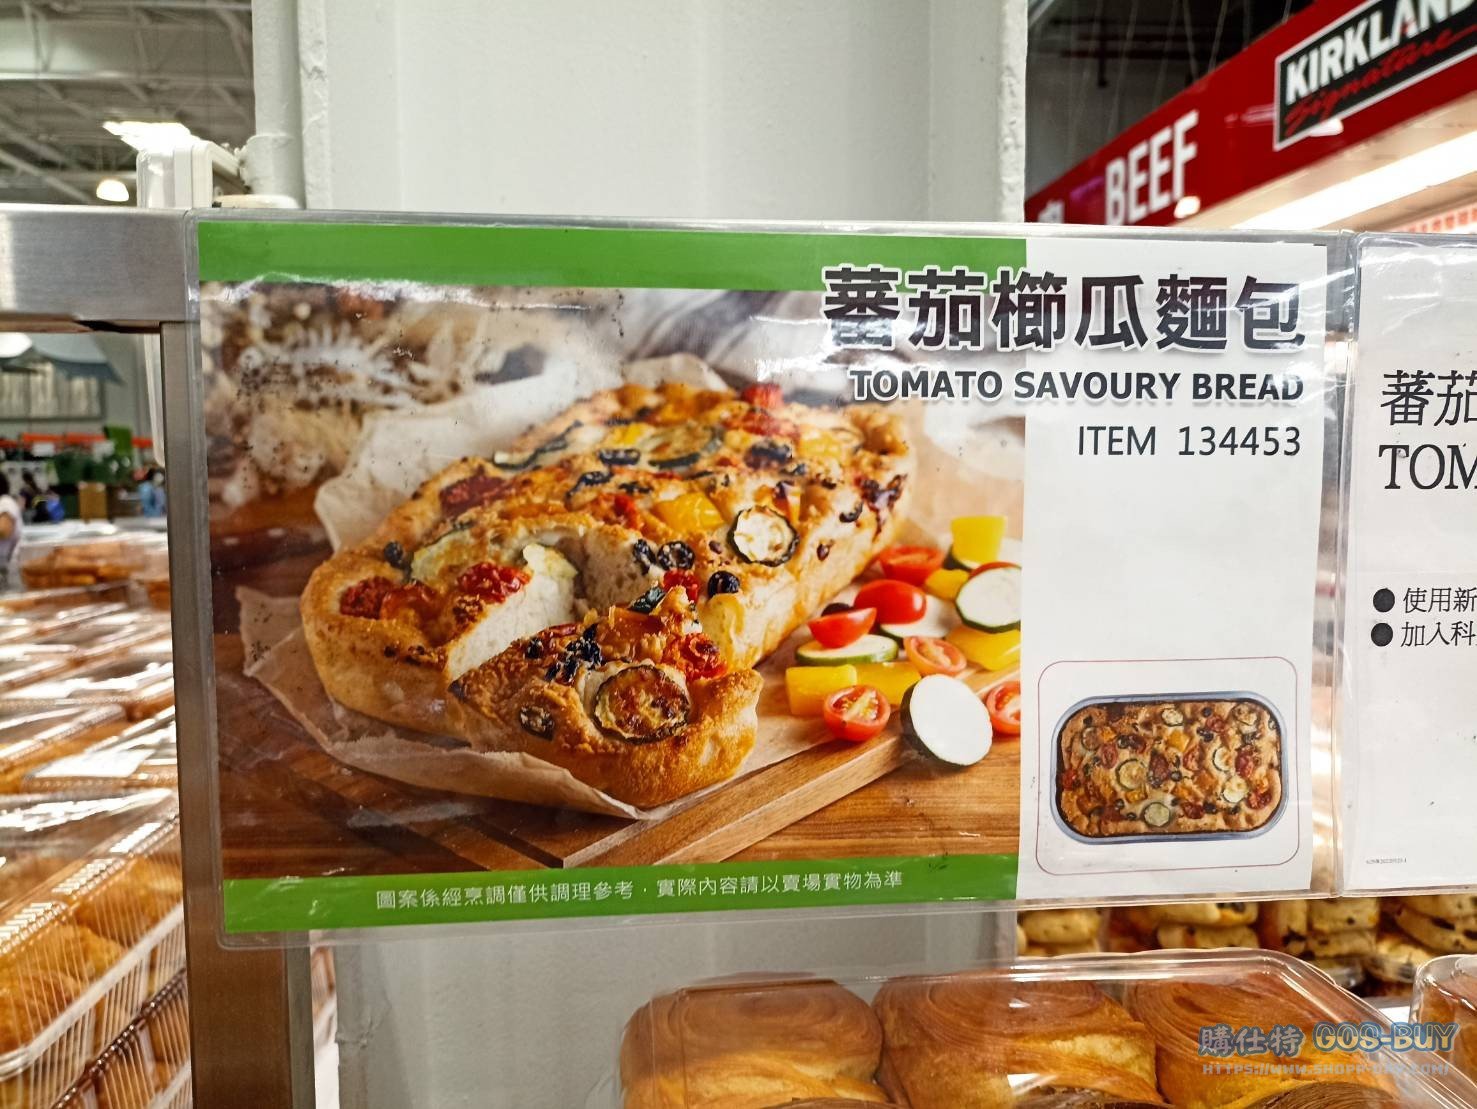 KIRKLAND
Signature
BEEF
蕃茄櫛瓜麵包
TOMATO SAVOURY BREAD
ITEM 134453
圖案係經烹調僅供調理參考，實際內容請以賣場實物為準
蕃茄
TOM
● 使用新
● 加入科
購仕特 GOS-BUY